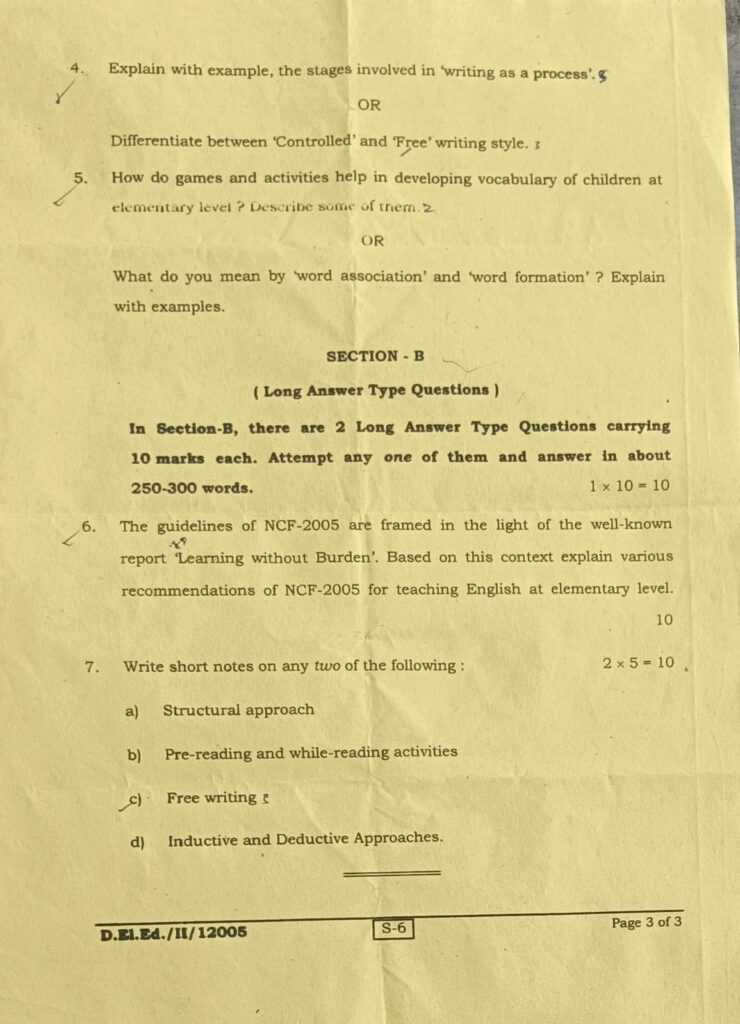 4. Explain with example, the stages involved in 'writing as a process'.
OR
Differentiate between 'Controlled' and 'Free' writing style.
5. How do games and activities help in developing vocabulary of children at
elementary level ? Describe some of them. 2
OR
What do you mean by 'word association' and 'word formation' ? Explain
with examples.
SECTION - B
( Long Answer Type Questions )
In Section-B, there are 2 Long Answer Type Questions carrying
10 marks each. Attempt any one of them and answer in about
250-300 words. 1 × 10 = 10
6. The guidelines of NCF-2005 are framed in the light of the well-known
report 'Learning without Burden'. Based on this context explain various
recommendations of NCF-2005 for teaching English at elementary level.
10
7. Write short notes on any two of the following : 2 × 5 = 10
a) Structural approach
b) Pre-reading and while-reading activities
c) Free writing
d) Inductive and Deductive Approaches.
D.El.Ed./II/12005 S-6 Page 3 of 3